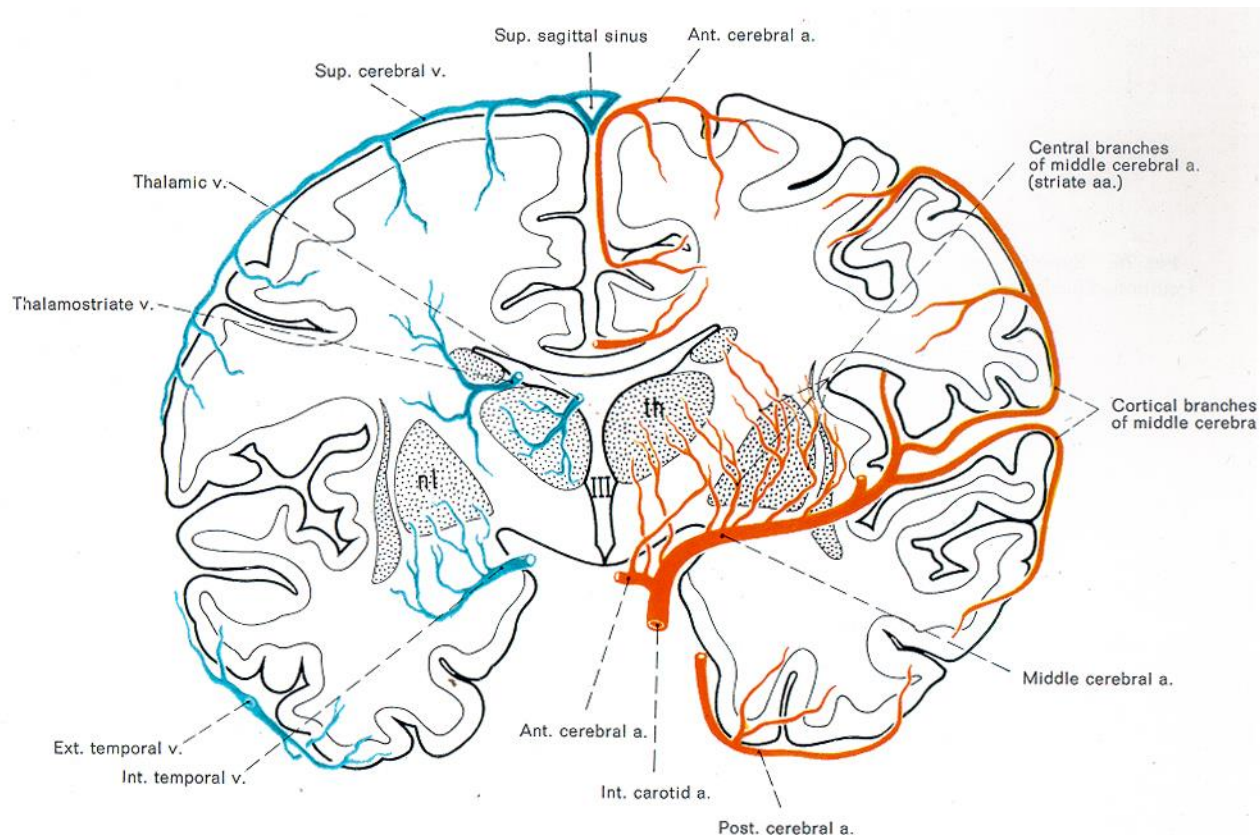 Sup. sagittal sinus
Ant. cerebral a.
Sup. cerebral v.
Central branches
of middle cerebral a.
(striate aa.)
Thalamic v.
Thalamostriate v.
th
Cortical branches
of middle cerebra
nl
III
Middle cerebral a.
Ant. cerebral a.
Ext. temporal v.
Int. temporal v.
Int. carotid a.
Post. cerebral a.